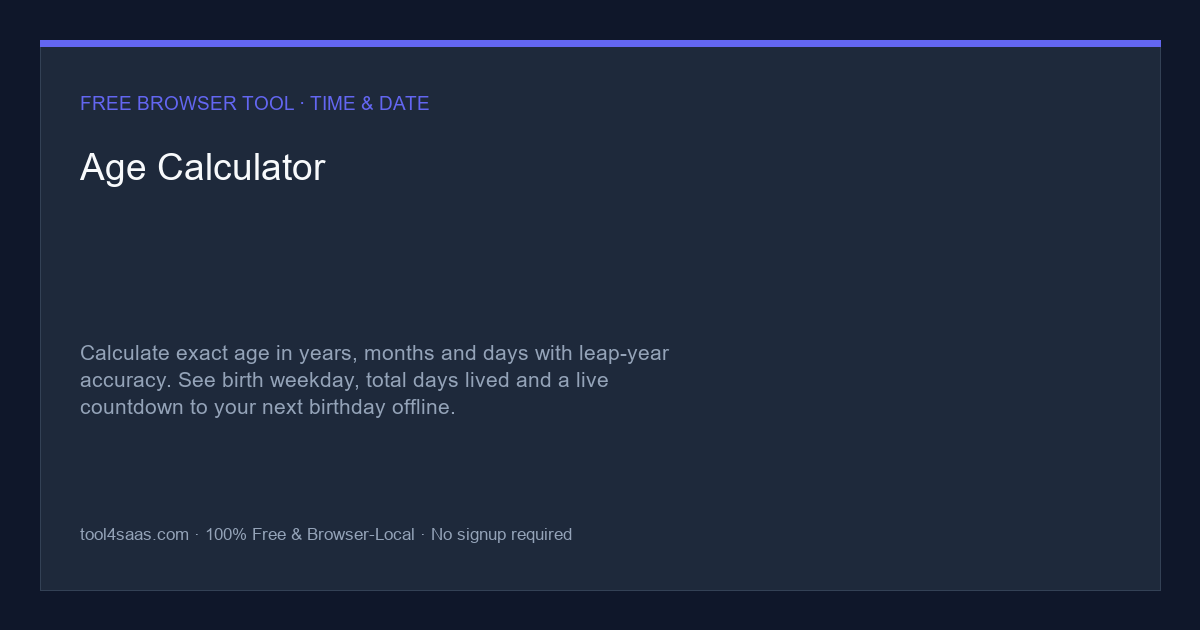 FREE BROWSER TOOL · TIME & DATE
Age Calculator
Calculate exact age in years, months and days with leap-year
accuracy. See birth weekday, total days lived and a live
countdown to your next birthday offline.
tool4saas.com · 100% Free & Browser-Local · No signup required